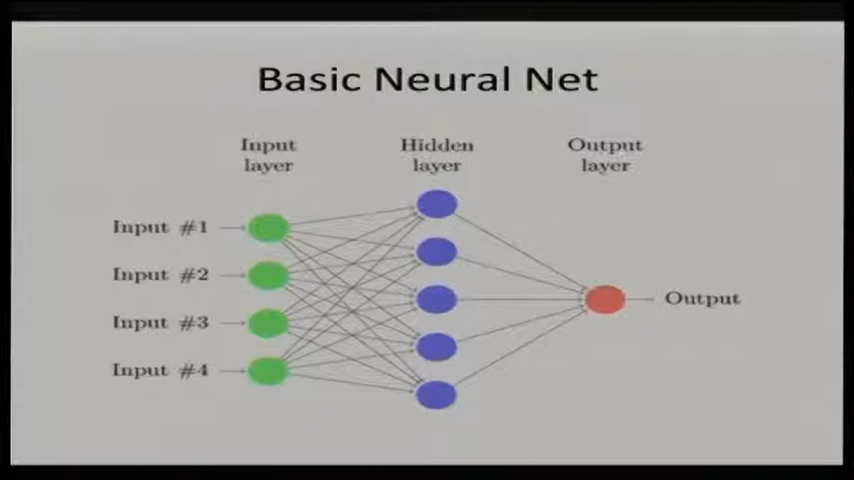 Basic Neural Net
Input layer
Hidden layer
Output layer
Input #1
Input #2
Input #3
Input #4
Output